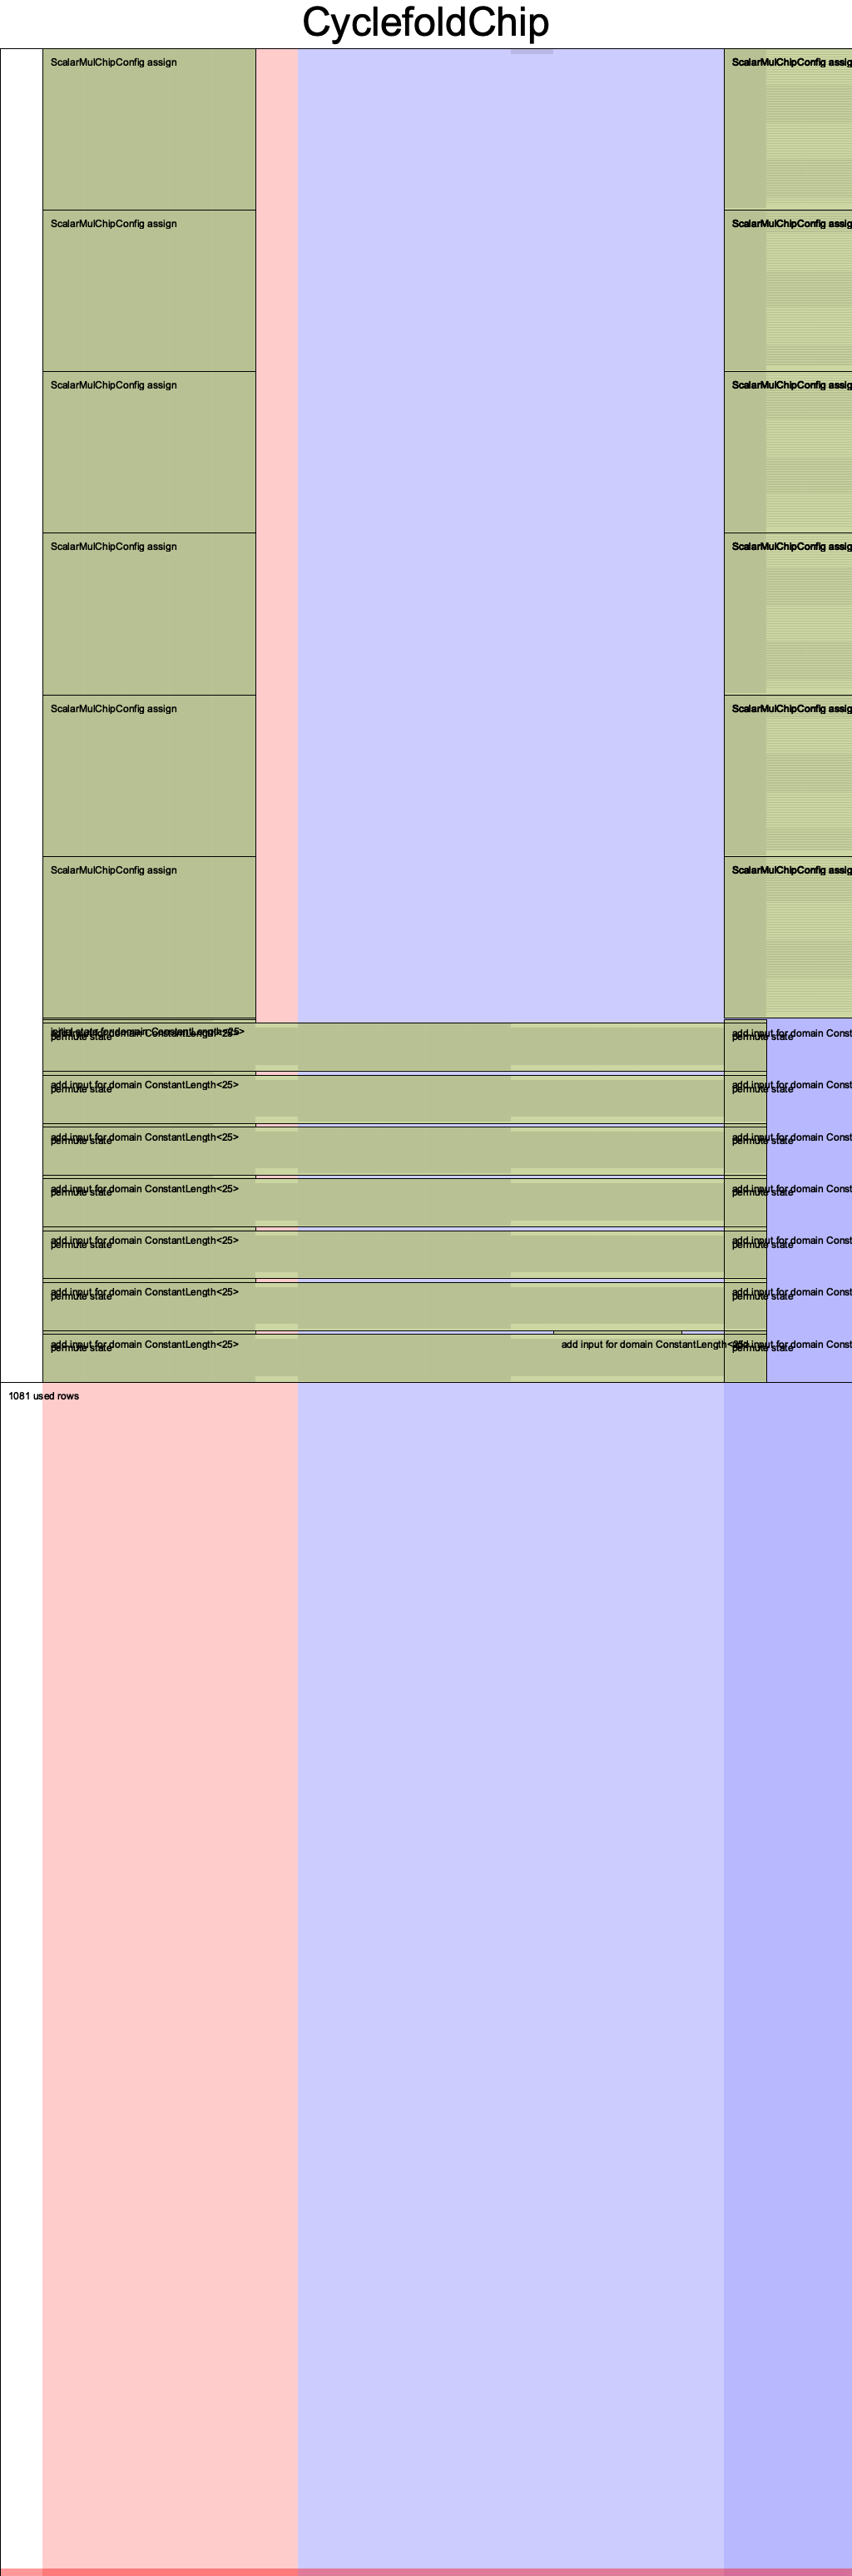 CyclefoldChip
ScalarMulChipConfig assign ScalarMulChipConfig assig
ScalarMulChipConfig assign ScalarMulChipConfig assig
ScalarMulChipConfig assign ScalarMulChipConfig assig
ScalarMulChipConfig assign ScalarMulChipConfig assig
ScalarMulChipConfig assign ScalarMulChipConfig assig
ScalarMulChipConfig assign ScalarMulChipConfig assig
initial state for domain ConstantLength<25>
add input for domain ConstantLength<25> add input for domain Const
permute state permute state
add input for domain ConstantLength<25> add input for domain Const
permute state permute state
add input for domain ConstantLength<25> add input for domain Const
permute state permute state
add input for domain ConstantLength<25> add input for domain Const
permute state permute state
add input for domain ConstantLength<25> add input for domain Const
permute state permute state
add input for domain ConstantLength<25> add input for domain Const
permute state permute state
add input for domain ConstantLength<25> add input for domain ConstantLength<25> add input for domain Const
permute state permute state
1081 used rows